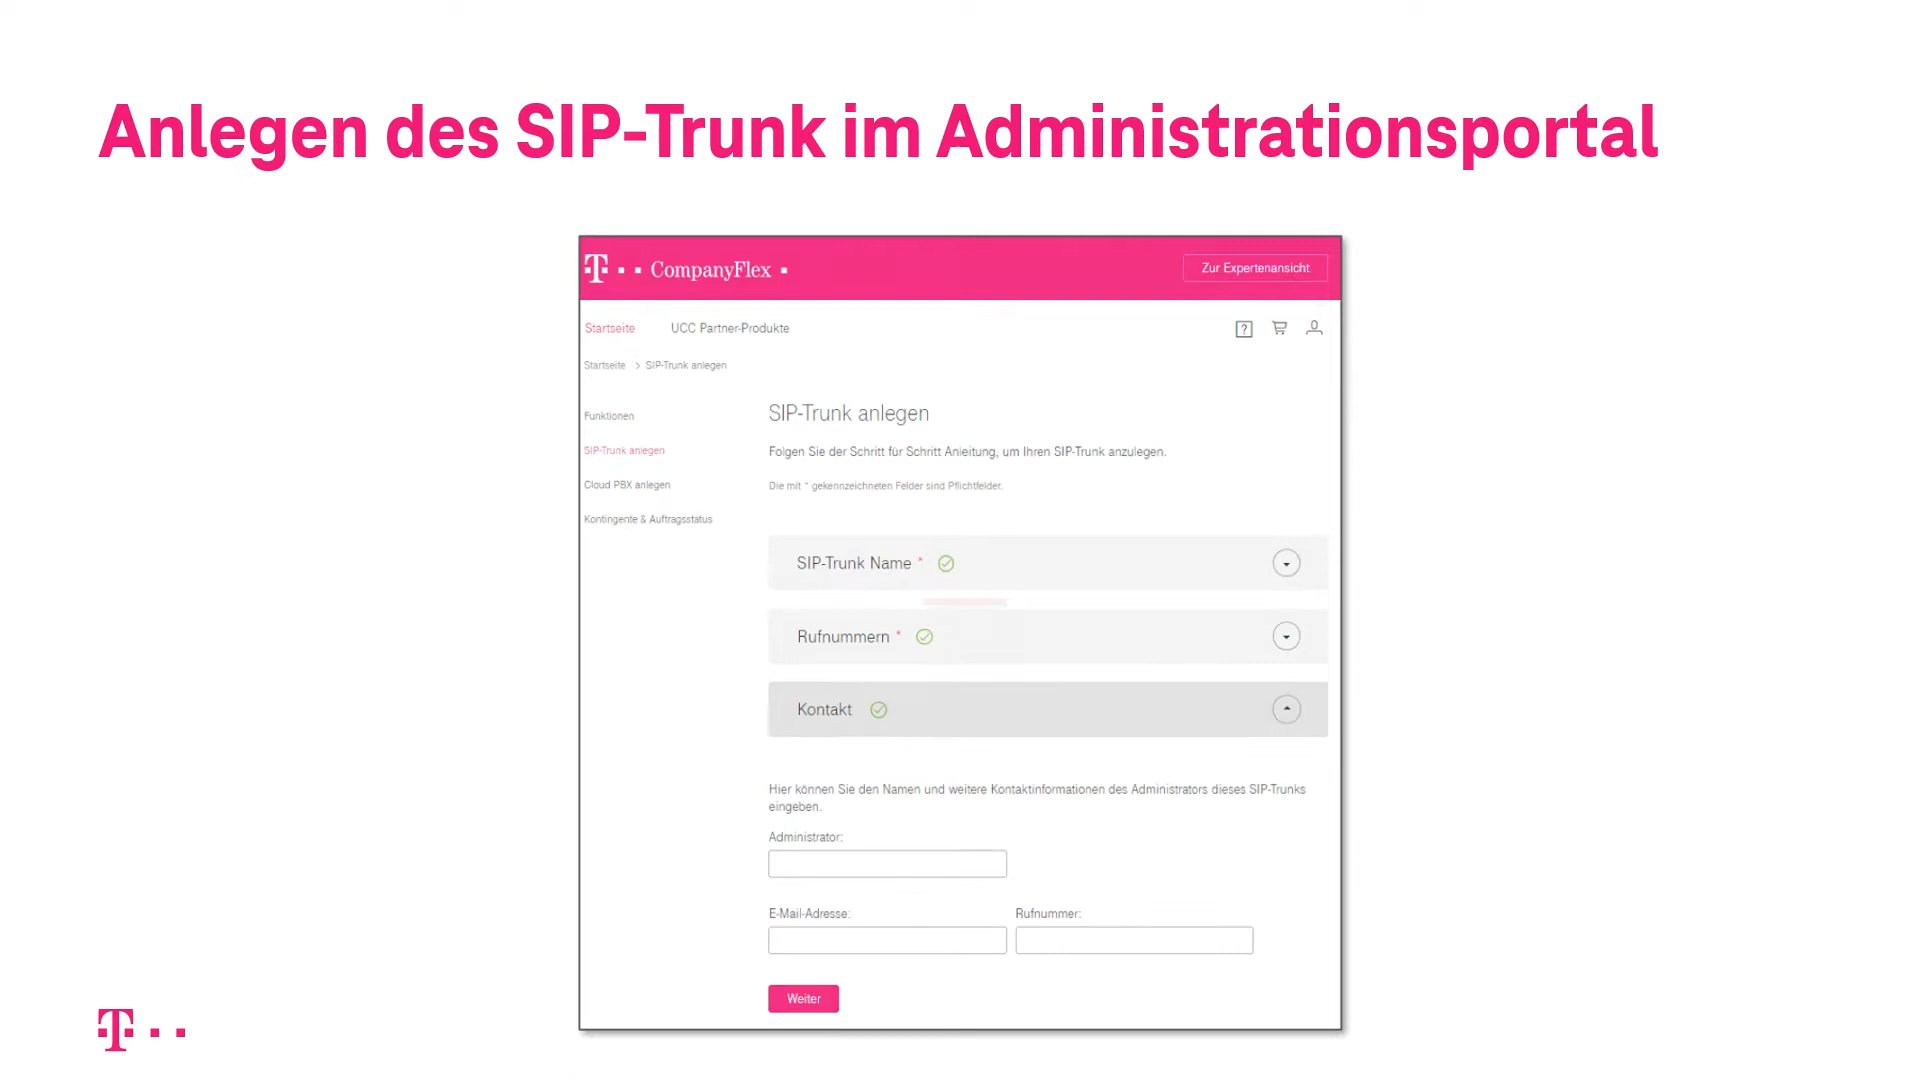 Anlegen des SIP-Trunk im Administrationsportal
T CompanyFlex
Zur Expertenansicht
Startseite UCC Partner-Produkte
?
Startseite > SIP-Trunk anlegen
Funktionen
SIP-Trunk anlegen
Cloud PBX anlegen
Kontingente & Auftragsstatus
SIP-Trunk anlegen
Folgen Sie der Schritt für Schritt Anleitung, um Ihren SIP-Trunk anzulegen.
Die mit * gekennzeichneten Felder sind Pflichtfelder.
SIP-Trunk Name *
Rufnummern *
Kontakt
Hier können Sie den Namen und weitere Kontaktinformationen des Administrators dieses SIP-Trunks
eingeben.
Administrator:
E-Mail-Adresse: Rufnummer:
Weiter
T